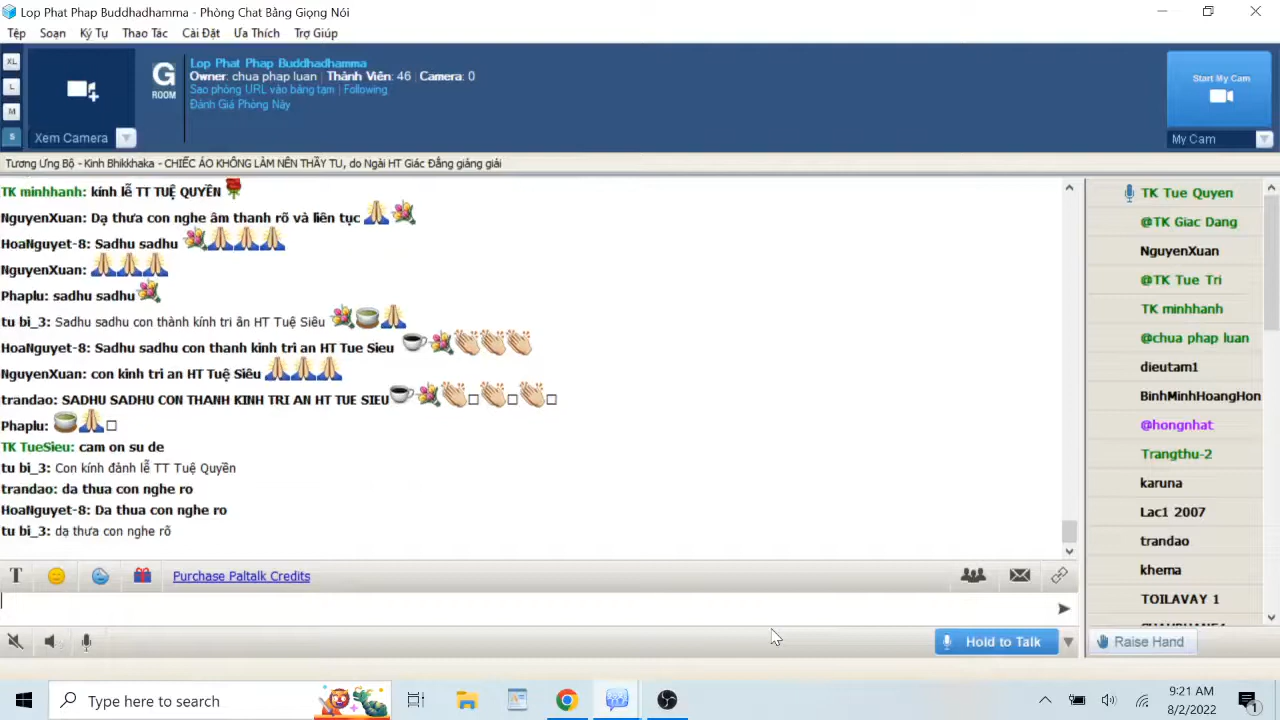 Lop Phat Phap Buddhadhamma - Phòng Chat Bằng Giọng Nói
Tệp Soạn Ký Tự Thao Tác Cài Đặt Ưa Thích Trợ Giúp
XL
L
M
S
Xem Camera
G
ROOM
Lop Phat Phap Buddhadhamma
Owner: chua phap luan | Thành Viên: 46 | Camera: 0
Sao phòng URL vào bảng tạm | Following
Đánh Giá Phòng Này
Start My Cam
My Cam
Tương Ưng Bộ - Kinh Bhikkhaka - CHIẾC ÁO KHÔNG LÀM NÊN THẦY TU, do Ngài HT Giác Đẳng giảng giải
TK minhhanh: kính lễ TT TUỆ QUYỀN
NguyenXuan: Dạ thưa con nghe âm thanh rõ và liên tục
HoaNguyet-8: Sadhu sadhu
NguyenXuan:
Phaplu: sadhu sadhu
tu bi_3: Sadhu sadhu con thành kính tri ân HT Tuệ Siêu
HoaNguyet-8: Sadhu sadhu con thanh kinh tri an HT Tue Sieu
NguyenXuan: con kinh tri an HT Tuệ Siêu
trandao: SADHU SADHU CON THANH KINH TRI AN HT TUE SIEU
Phaplu:
TK TueSieu: cam on su de
tu bi_3: Con kính đảnh lễ TT Tuệ Quyền
trandao: da thua con nghe ro
HoaNguyet-8: Da thua con nghe ro
tu bi_3: dạ thưa con nghe rõ
TK Tue Quyen
@TK Giac Dang
NguyenXuan
@TK Tue Tri
TK minhhanh
@chua phap luan
dieutam1
BinhMinhHoangHon
@hongnhat
Trangthu-2
karuna
Lac1 2007
trandao
khema
TOILAVAY 1
T
Purchase Paltalk Credits
Hold to Talk
Raise Hand
Type here to search
9:21 AM
8/2/2022
1